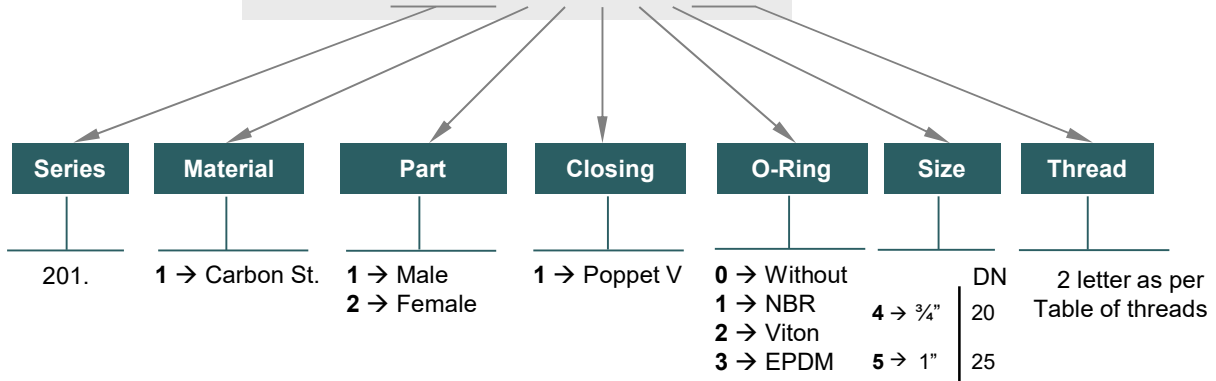 Series Material Part Closing O-Ring Size Thread
201.
1 → Carbon St.
1 → Male
2 → Female
1 → Poppet V
0 → Without
1 → NBR
2 → Viton
3 → EPDM
DN
4 → ¾” 20
5 → 1” 25
2 letter as per
Table of threads